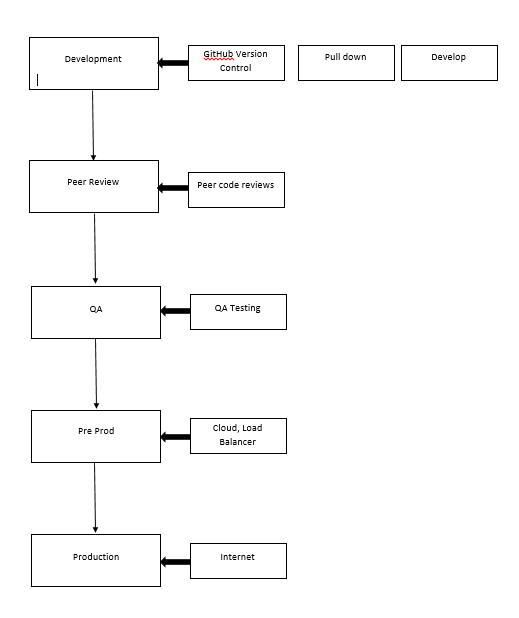 Development
GitHub Version
Control
Pull down
Develop
Peer Review
Peer code reviews
QA
QA Testing
Pre Prod
Cloud, Load
Balancer
Production
Internet